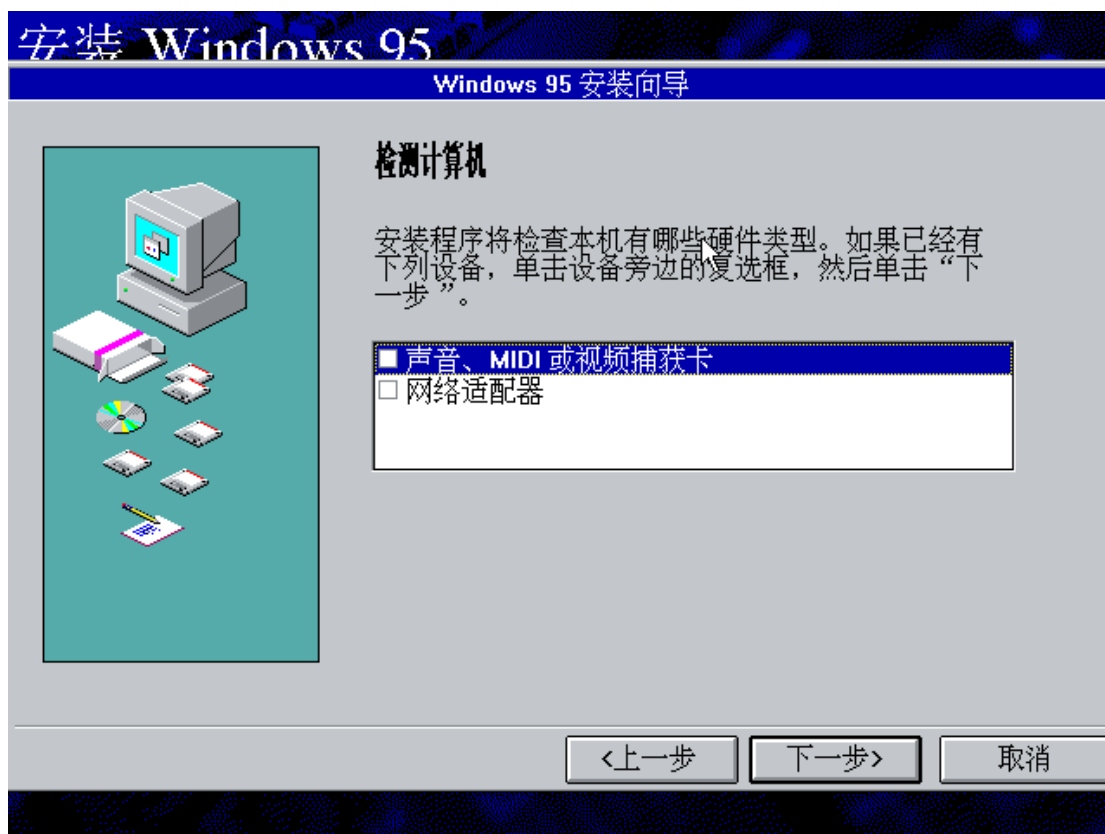 安装 Windows 95
Windows 95 安装向导
检测计算机
安装程序将检查本机有哪些硬件类型。如果已经有
下列设备，单击设备旁边的复选框，然后单击“下
一步 ”。
声音、MIDI 或视频捕获卡
网络适配器
<上一步
下一步>
取消